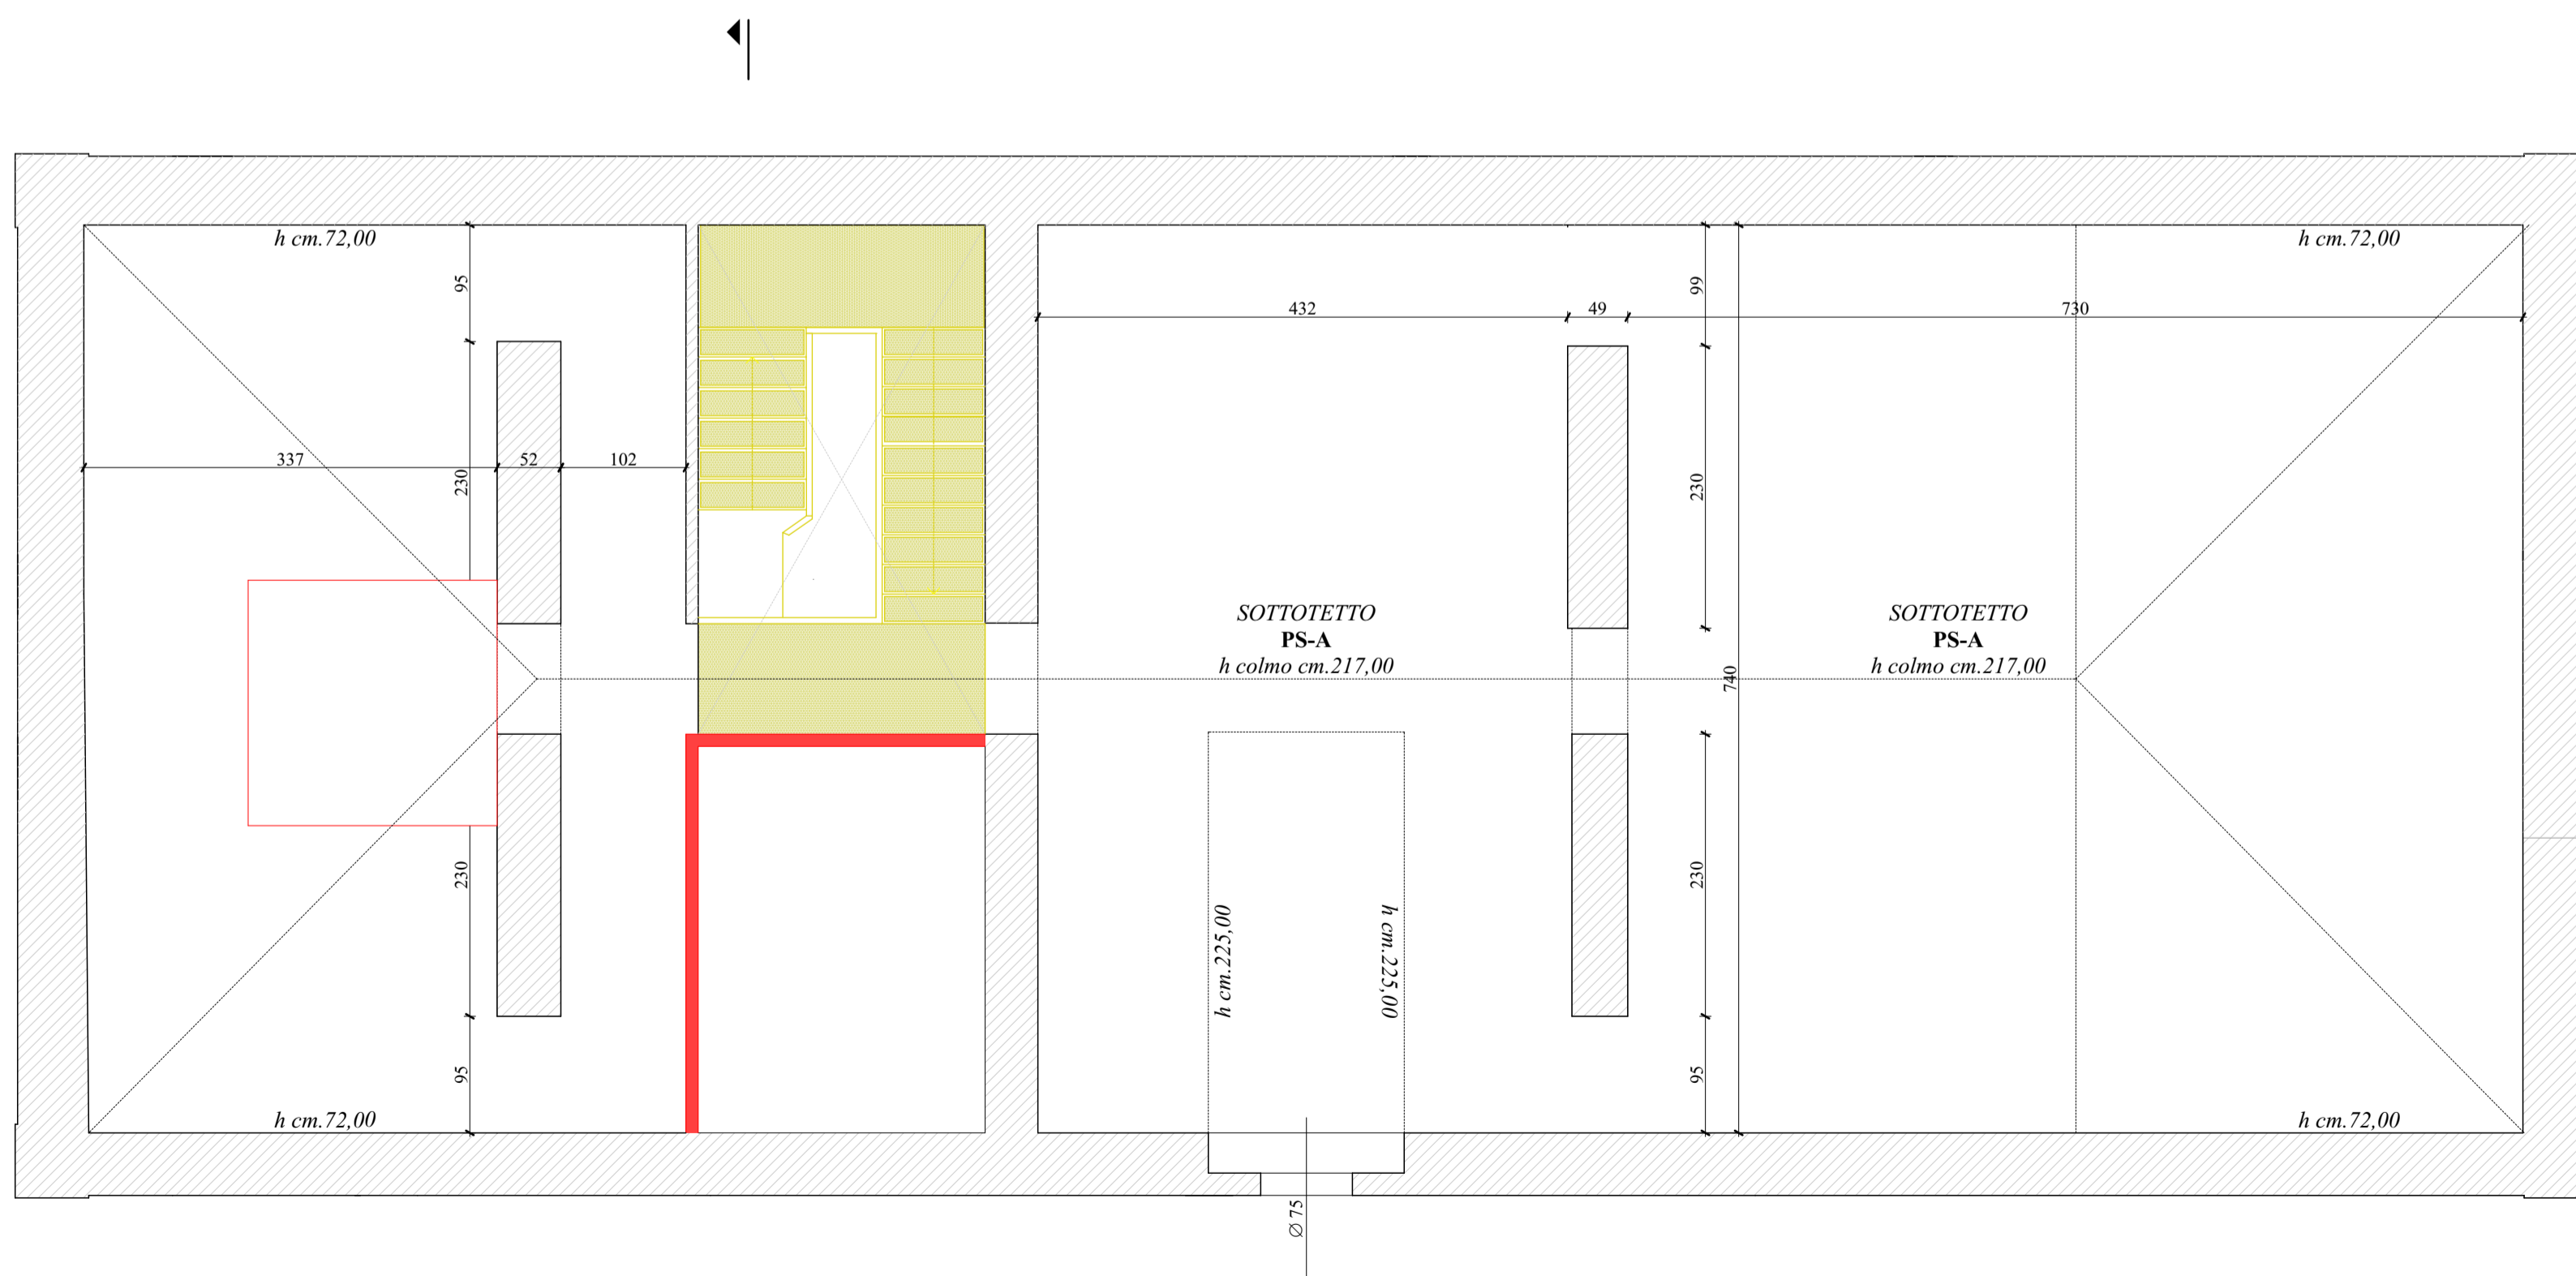 h cm.72,00
h cm.72,00
95
99
432
49
730
337
52
102
230
230
SOTTOTETTO
PS-A
h colmo cm.217,00
SOTTOTETTO
PS-A
h colmo cm.217,00
740
230
230
h cm.225,00
h cm.225,00
95
95
h cm.72,00
h cm.72,00
∅ 75